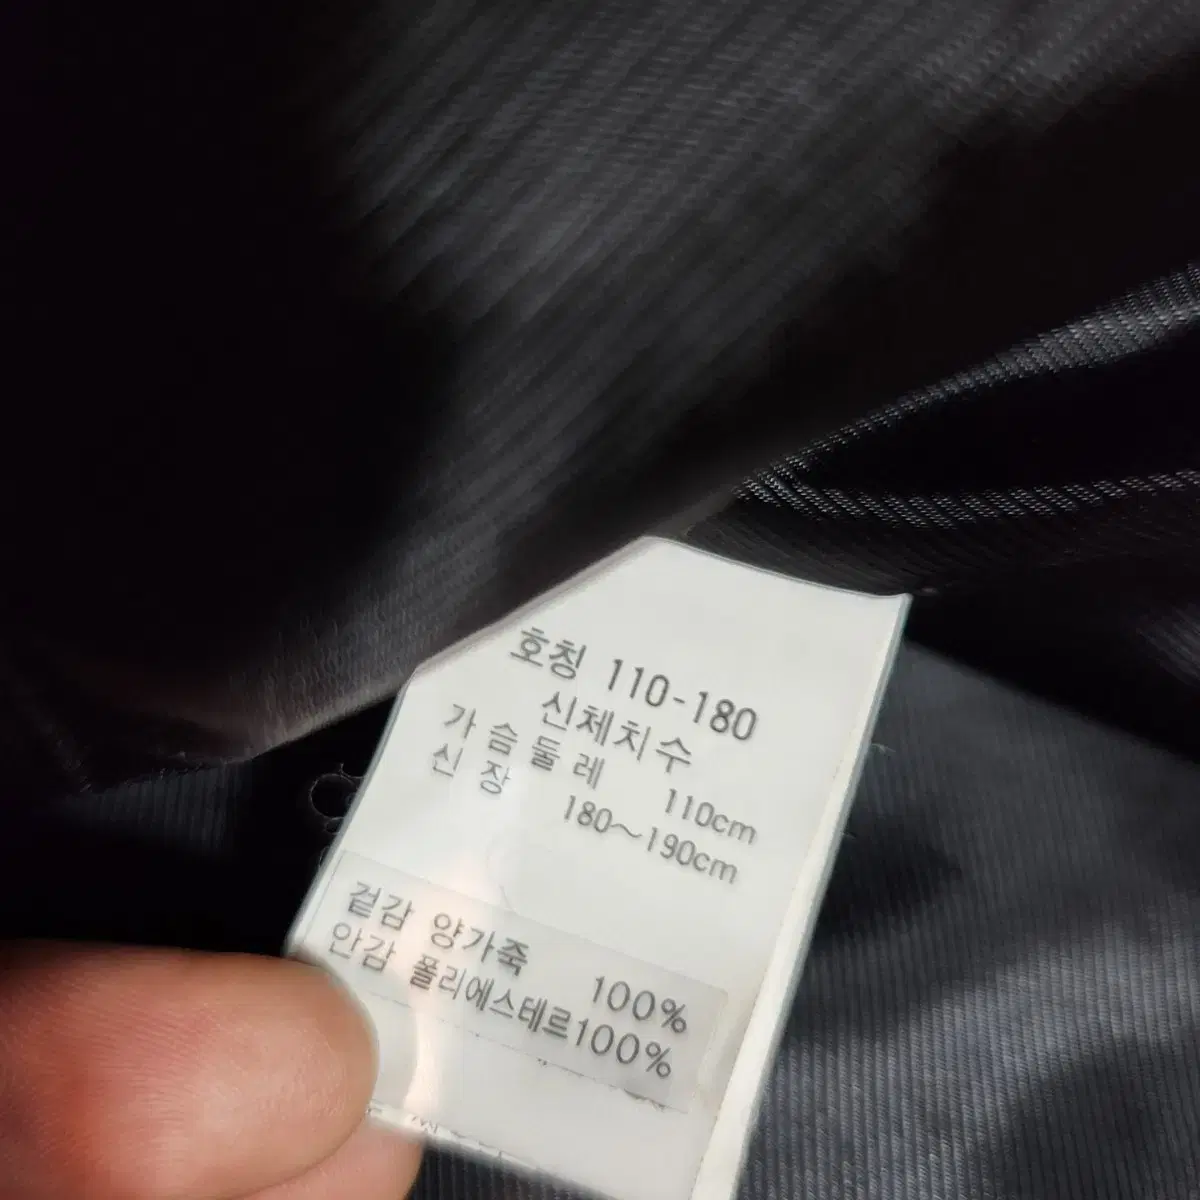 호칭 110-180
신체치수
가슴둘레 110cm
신장 180~190cm
겉감 양가죽 100%
안감 폴리에스테르100%